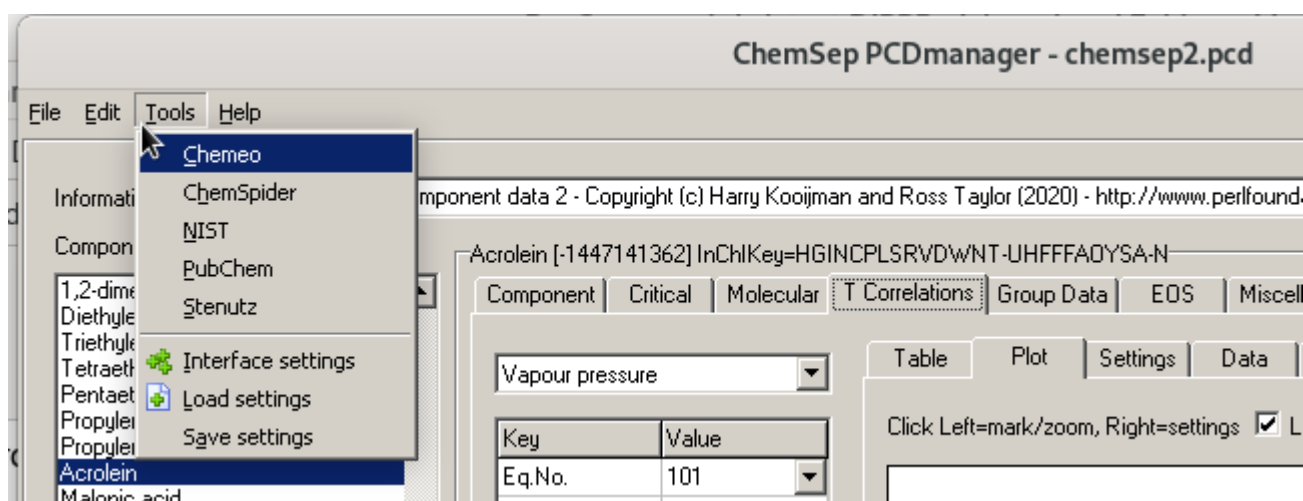 ChemSep PCDmanager - chemsep2.pcd
File Edit Tools Help
Chemeo
ChemSpider
NIST
PubChem
Stenutz
Interface settings
Load settings
Save settings
Informati
mponent data 2 - Copyright (c) Harry Kooijman and Ross Taylor (2020) - http://www.perlfound
Compon
1,2-dime
Diethyle
Triethyle
Tetraeth
Pentaet
Propyler
Propyler
Acrolein
Malonic acid
Acrolein [-1447141362] InChIKey=HGINCPLSRVDWNT-UHFFFAOYSA-N
Component Critical Molecular T Correlations Group Data EOS Miscell
Vapour pressure
Table Plot Settings Data
Key Value
Eq.No. 101
Click Left=mark/zoom, Right=settings L